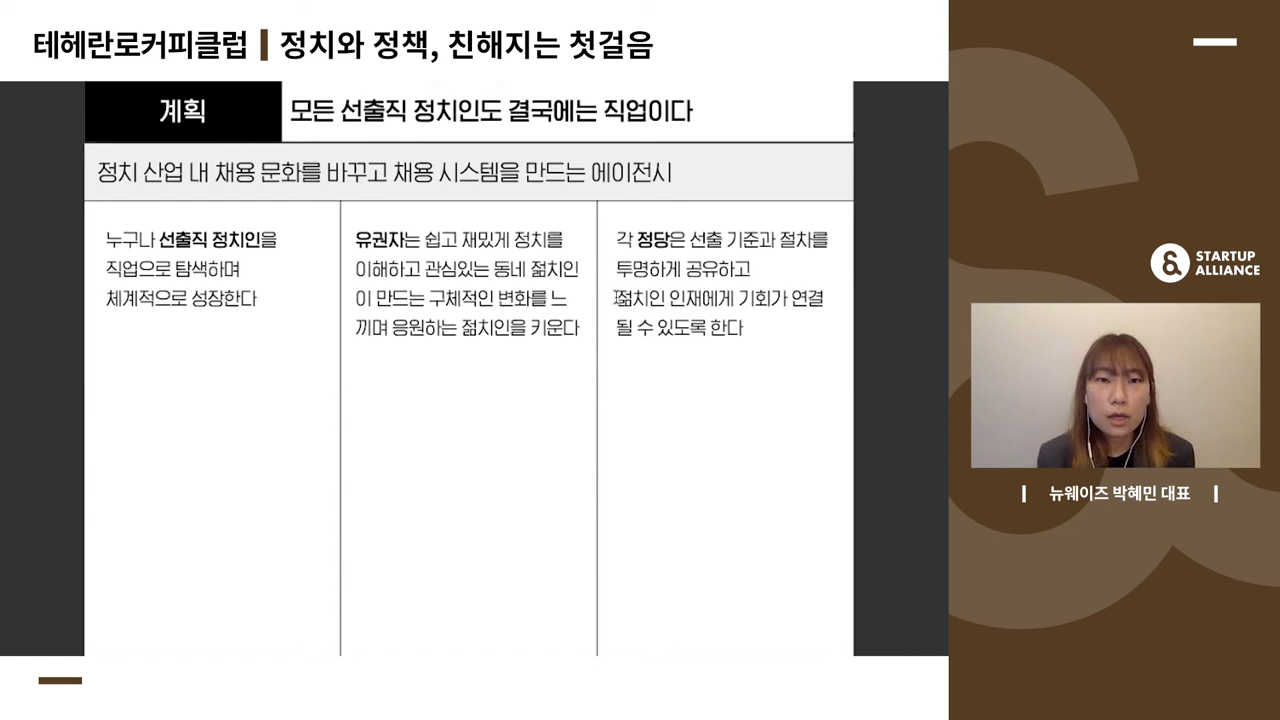 테헤란로커피클럽 | 정치와 정책, 친해지는 첫걸음
계획
모든 선출직 정치인도 결국에는 직업이다
정치 산업 내 채용 문화를 바꾸고 채용 시스템을 만드는 에이전시
누구나 선출직 정치인을
직업으로 탐색하며
체계적으로 성장한다
유권자는 쉽고 재밌게 정치를
이해하고 관심있는 동네 젊치인
이 만드는 구체적인 변화를 느
끼며 응원하는 젊치인을 키운다
각 정당은 선출 기준과 절차를
투명하게 공유하고
젊치인 인재에게 기회가 연결
될 수 있도록 한다
STARTUP
ALLIANCE
뉴웨이즈 박혜민 대표